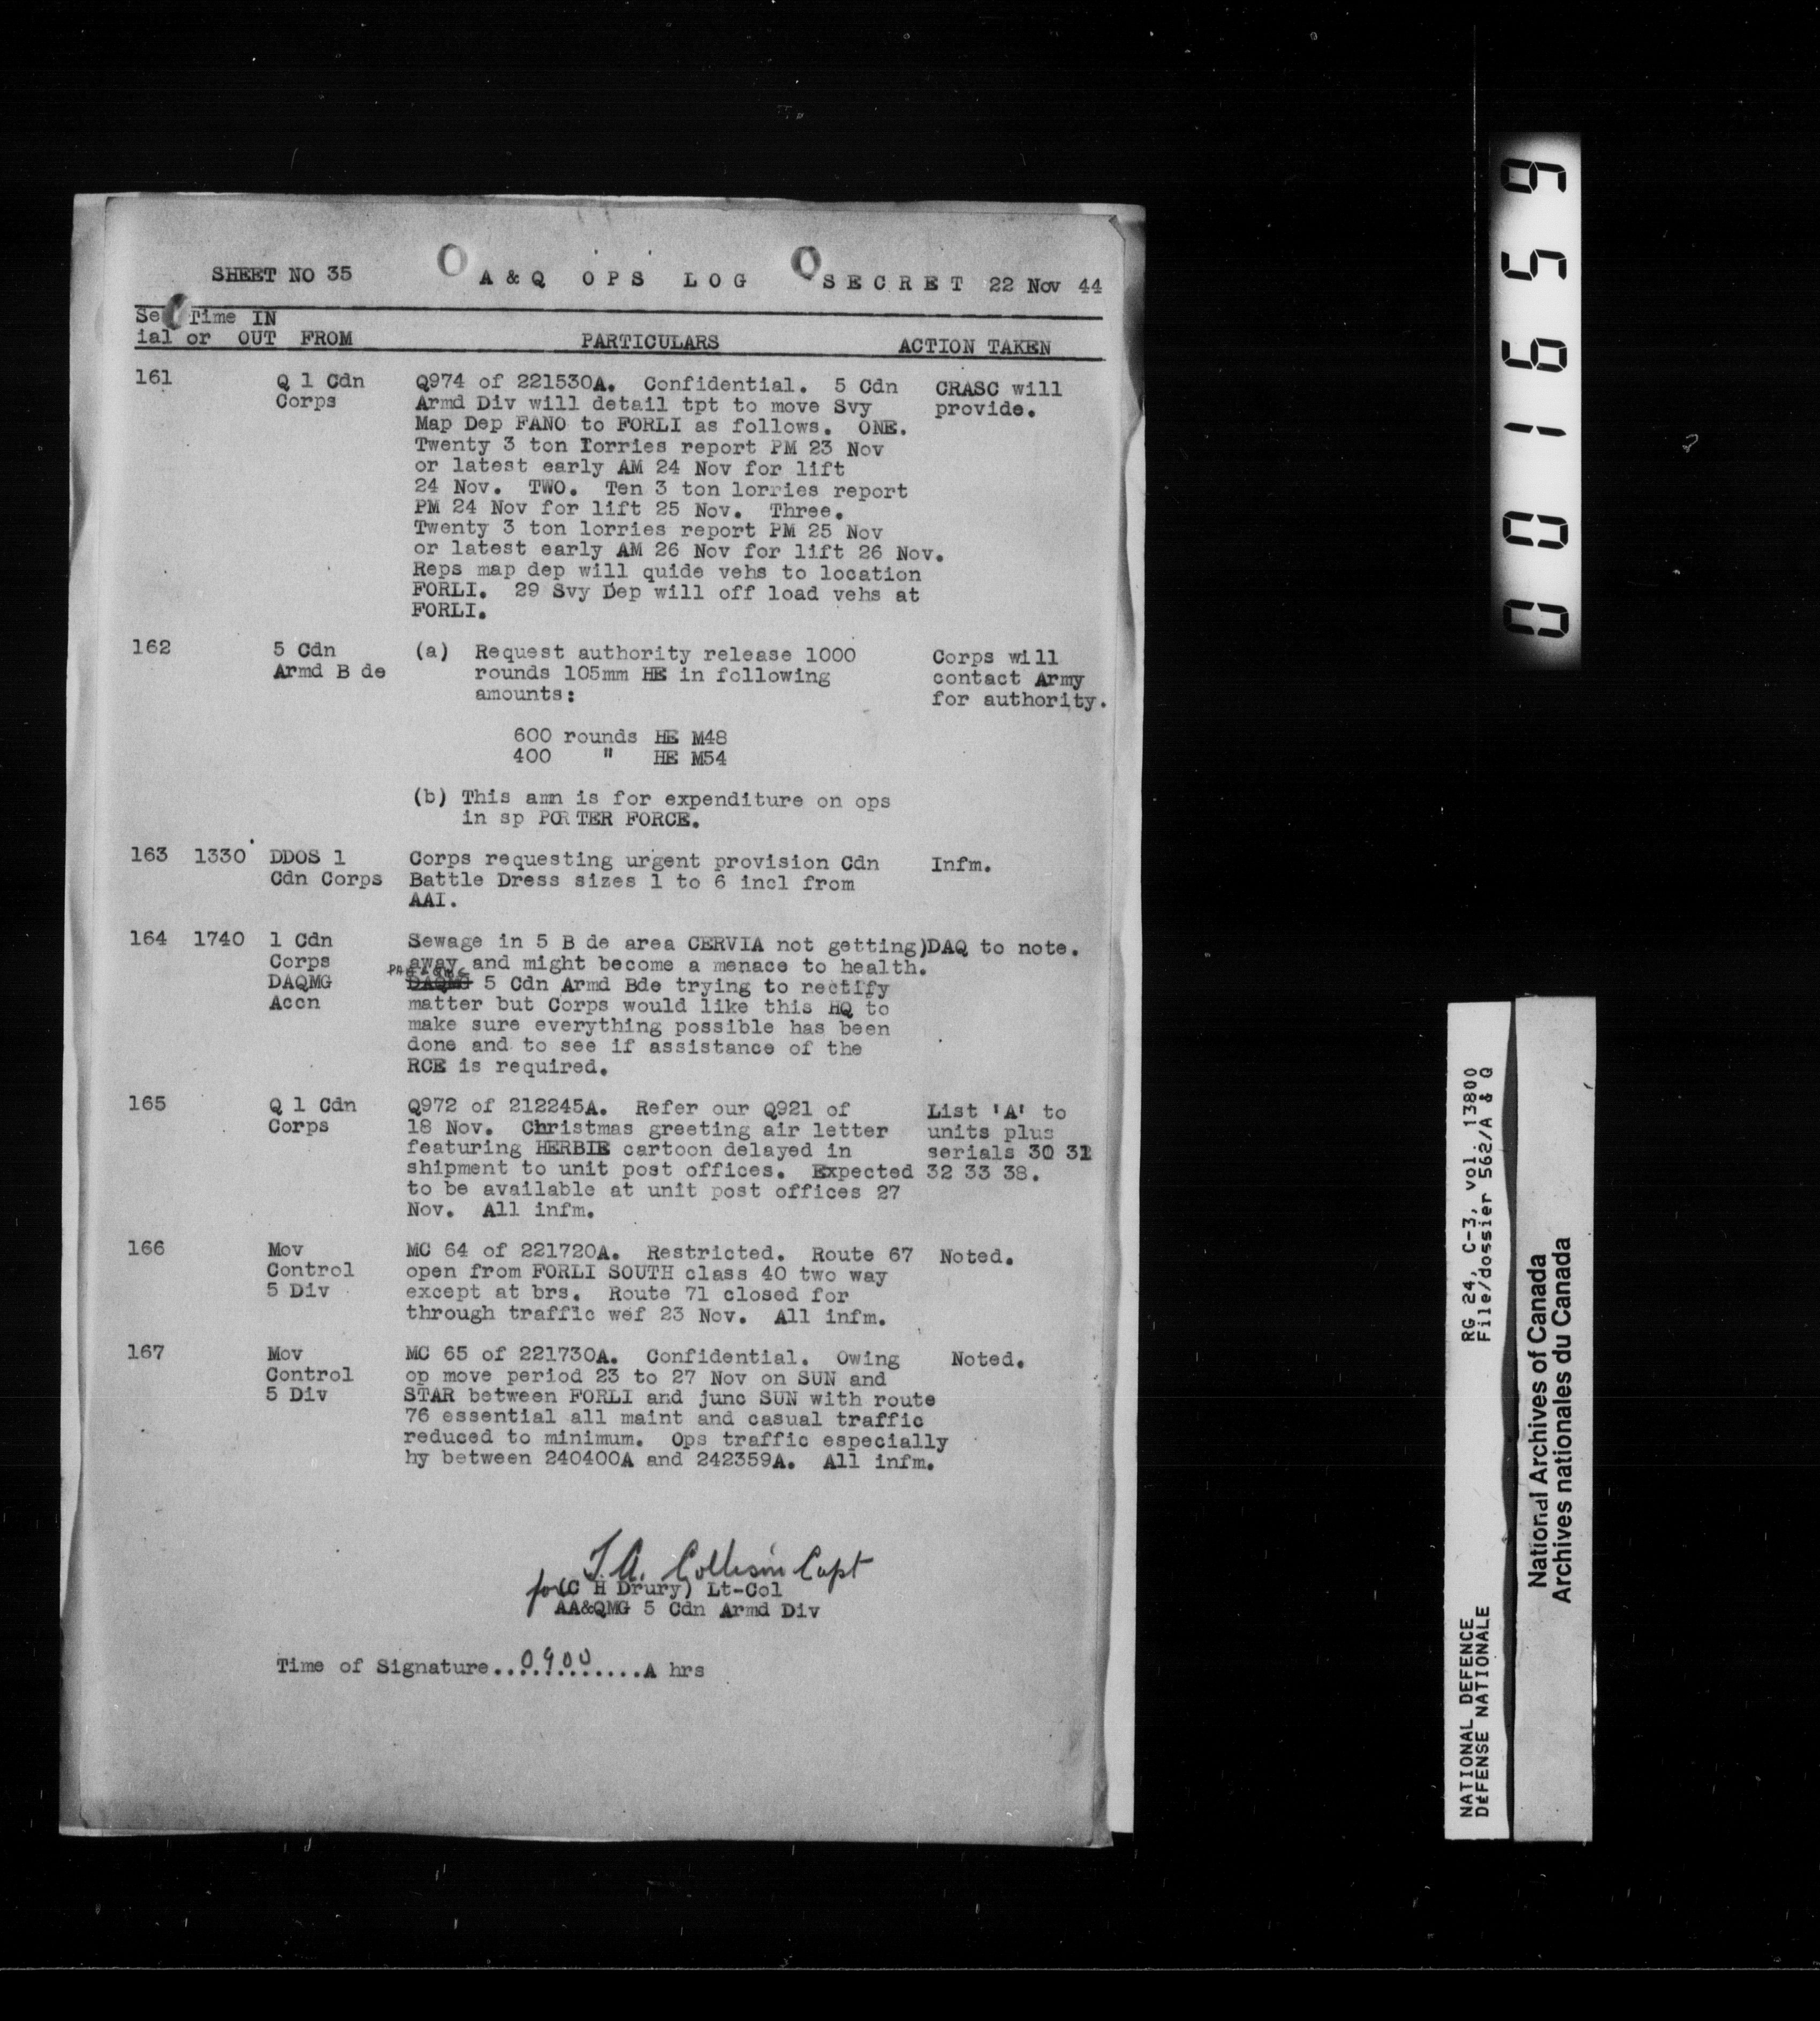 SHEET NO 35 A & Q OPS LOG SECRET 22 Nov 44
Se Time IN
ial or OUT FROM PARTICULARS ACTION TAKEN
161 Q 1 Cdn Q974 of 221530A. Confidential. 5 Cdn CRASC will
Corps Armd Div will detail tpt to move Svy provide.
Map Dep FANO to FORLI as follows. ONE.
Twenty 3 ton lorries report PM 23 Nov
or latest early AM 24 Nov for lift
24 Nov. TWO. Ten 3 ton lorries report
PM 24 Nov for lift 25 Nov. Three.
Twenty 3 ton lorries report PM 25 Nov
or latest early AM 26 Nov for lift 26 Nov.
Reps map dep will quide vehs to location
FORLI. 29 Svy Dep will off load vehs at
FORLI.
162 5 Cdn (a) Request authority release 1000 Corps will
Armd B de rounds 105mm HE in following contact Army
amounts: for authority.
600 rounds HE M48
400 " HE M54
(b) This amn is for expenditure on ops
in sp PORTER FORCE.
163 1330 DDOS 1 Corps requesting urgent provision Cdn Infm.
Cdn Corps Battle Dress sizes 1 to 6 incl from
AAI.
164 1740 1 Cdn Sewage in 5 B de area CERVIA not getting)DAQ to note.
Corps away and might become a menace to health.
DAQMG DAQMG 5 Cdn Armd Bde trying to rectify
Accn matter but Corps would like this HQ to
make sure everything possible has been
done and to see if assistance of the
RCE is required.
165 Q 1 Cdn Q972 of 212245A. Refer our Q921 of List 'A' to
Corps 18 Nov. Christmas greeting air letter units plus
featuring HERBIE cartoon delayed in serials 30 31
shipment to unit post offices. Expected 32 33 38.
to be available at unit post offices 27
Nov. All infm.
166 Mov MC 64 of 221720A. Restricted. Route 67 Noted.
Control open from FORLI SOUTH class 40 two way
5 Div except at brs. Route 71 closed for
through traffic wef 23 Nov. All infm.
167 Mov MC 65 of 221730A. Confidential. Owing Noted.
Control op move period 23 to 27 Nov on SUN and
5 Div STAR between FORLI and junc SUN with route
76 essential all maint and casual traffic
reduced to minimum. Ops traffic especially
hy between 240400A and 242359A. All infm.
Capt
for (C H Drury) Lt-Col
AA&QMG 5 Cdn Armd Div
Time of Signature....0900.....A hrs
001659
RG 24, C-3, vol. 13800
File/dossier 562/A & Q
NATIONAL DEFENCE
DÉFENSE NATIONALE
National Archives of Canada
Archives nationales du Canada